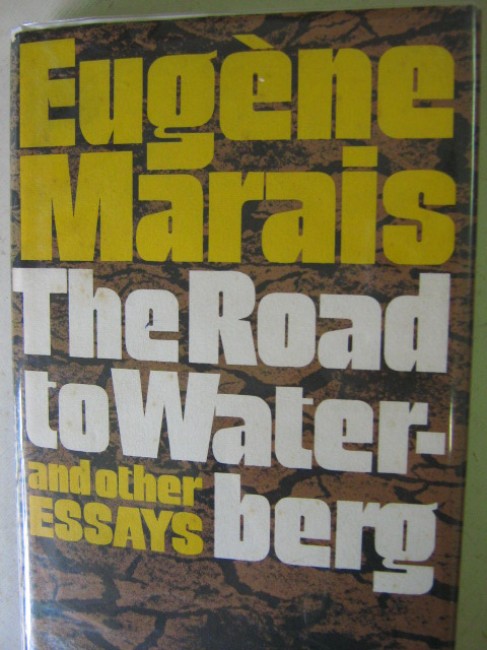 Eugène
Marais
The Road
to Water-
berg
and other
ESSAYS